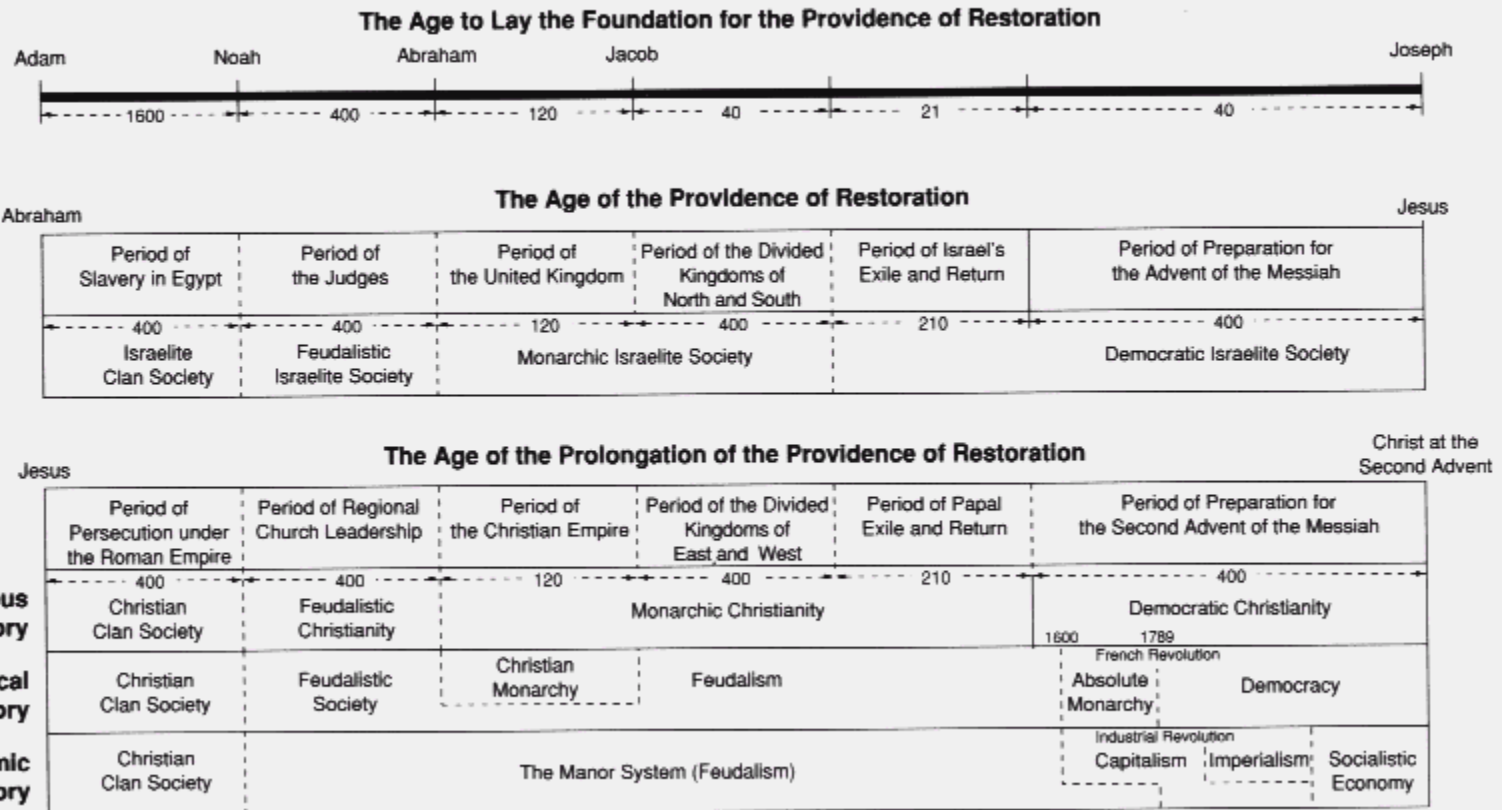 The Age to Lay the Foundation for the Providence of Restoration
Adam Noah Abraham Jacob Joseph
1600 400 120 40 21 40
The Age of the Providence of Restoration
Abraham Jesus
Period of
Slavery in Egypt
Period of
the Judges
Period of
the United Kingdom
Period of the Divided
Kingdoms of
North and South
Period of Israel's
Exile and Return
Period of Preparation for
the Advent of the Messiah
400 400 120 400 210 400
Israelite
Clan Society
Feudalistic
Israelite Society
Monarchic Israelite Society
Democratic Israelite Society
The Age of the Prolongation of the Providence of Restoration
Jesus
Christ at the
Second Advent
Period of
Persecution under
the Roman Empire
Period of Regional
Church Leadership
Period of
the Christian Empire
Period of the Divided
Kingdoms of
East and West
Period of Papal
Exile and Return
Period of Preparation for
the Second Advent of the Messiah
400 400 120 400 210 400
us
ory
Christian
Clan Society
Feudalistic
Christianity
Monarchic Christianity
Democratic Christianity
1600 1789
French Revolution
cal
ory
Christian
Clan Society
Feudalistic
Society
Christian
Monarchy
Feudalism
Absolute
Monarchy
Democracy
mic
ory
Christian
Clan Society
The Manor System (Feudalism)
Industrial Revolution
Capitalism
Imperialism
Socialistic
Economy